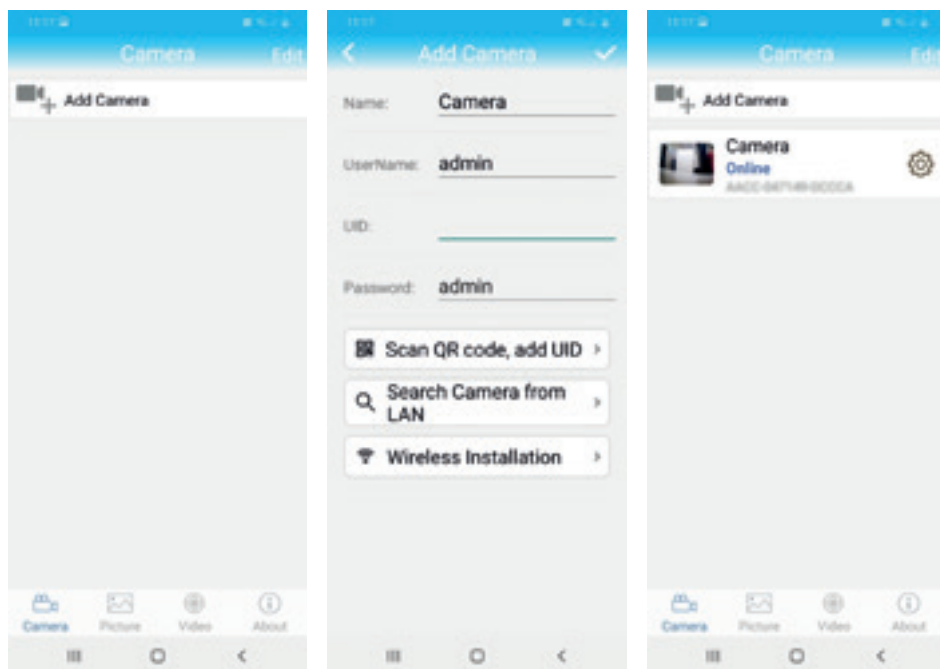 Camera
Edit
Add Camera
Camera
Picture
Video
About
Add Camera
Name:
Camera
UserName:
admin
UID:
Password:
admin
Scan QR code, add UID
Search Camera from
LAN
Wireless Installation
Camera
Edit
Add Camera
Camera
Online
Camera
Picture
Video
About